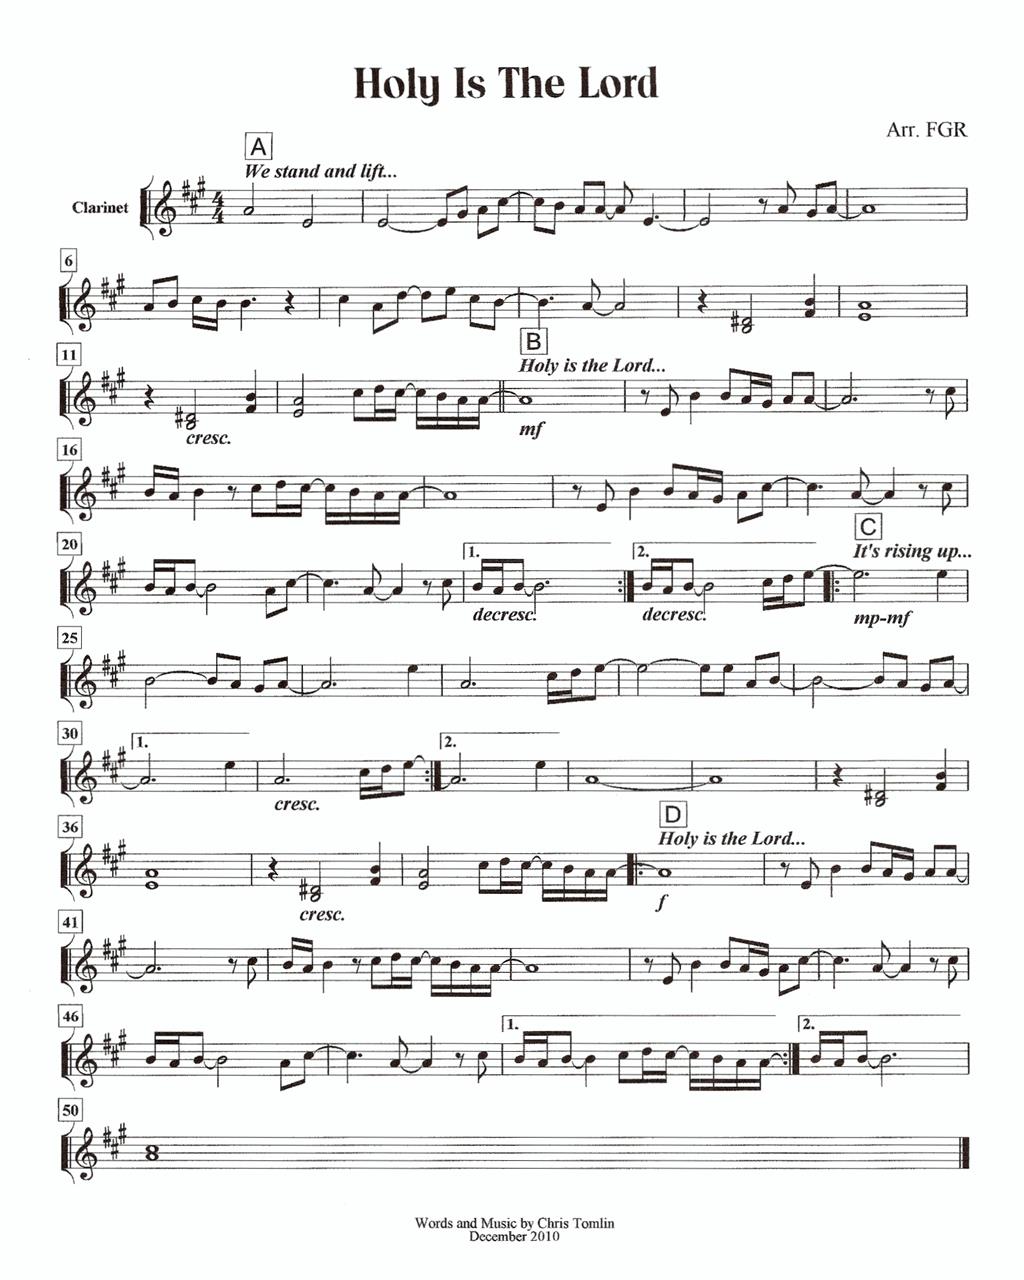 Holy Is The Lord
Arr. FGR
A
We stand and lift...
Clarinet
4
4
6
B
11
Holy is the Lord...
cresc.
mf
16
C
20
1.
2.
It's rising up...
decresc.
decresc.
mp-mf
25
30
1.
2.
cresc.
D
36
Holy is the Lord...
cresc.
f
41
46
1.
2.
50
Words and Music by Chris Tomlin
December 2010